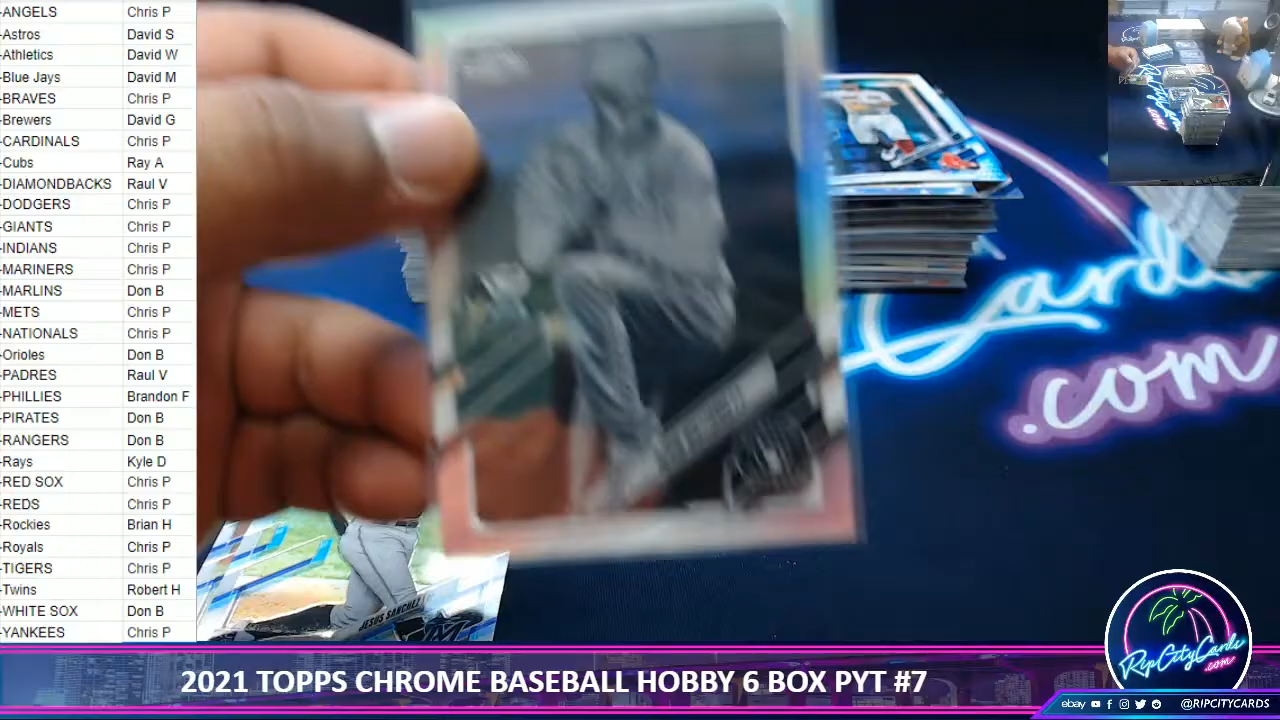 -ANGELS Chris P
-Astros David S
-Athletics David W
-Blue Jays David M
-BRAVES Chris P
-Brewers David G
-CARDINALS Chris P
-Cubs Ray A
-DIAMONDBACKS Raul V
-DODGERS Chris P
-GIANTS Chris P
-INDIANS Chris P
-MARINERS Chris P
-MARLINS Don B
-METS Chris P
-NATIONALS Chris P
-Orioles Don B
-PADRES Raul V
-PHILLIES Brandon F
-PIRATES Don B
-RANGERS Don B
-Rays Kyle D
-RED SOX Chris P
-REDS Chris P
-Rockies Brian H
-Royals Chris P
-TIGERS Chris P
-Twins Robert H
-WHITE SOX Don B
-YANKEES Chris P
Cards
.com
JESUS SANCHEZ
RipCityCards
.com
2021 TOPPS CHROME BASEBALL HOBBY 6 BOX PYT #7
ebay @RIPCITYCARDS